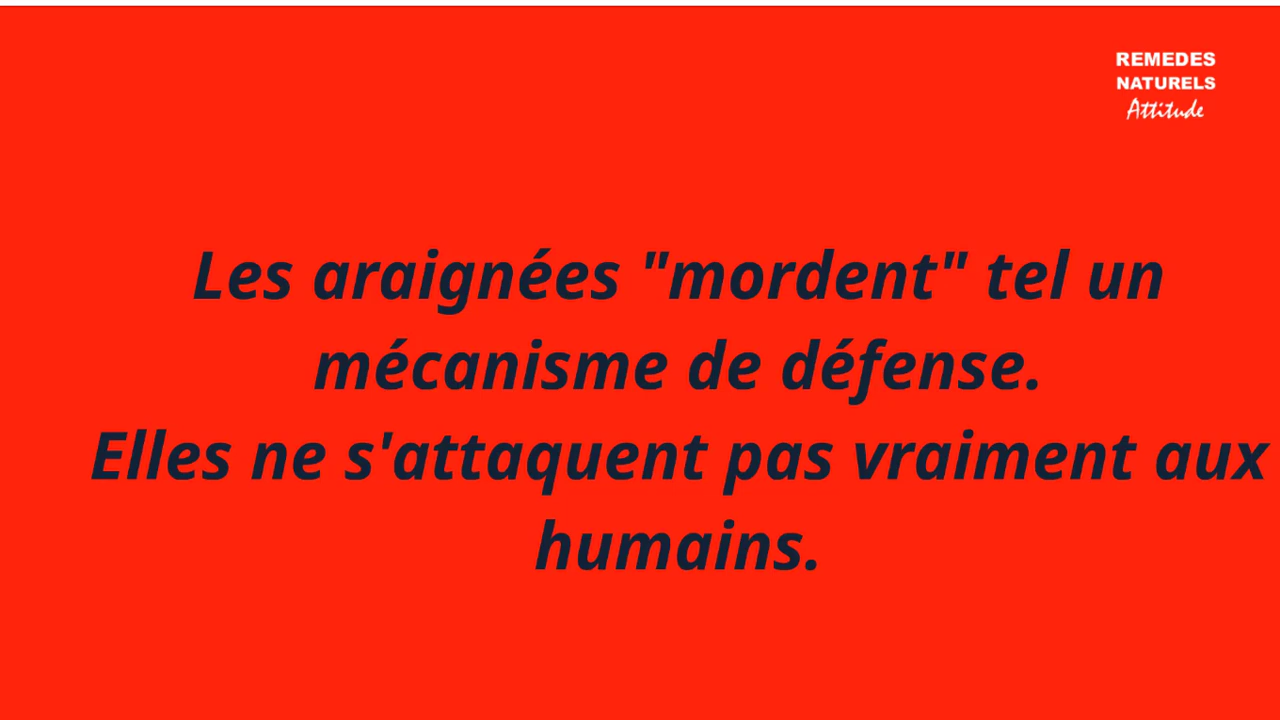 REMEDES
NATURELS
Attitude
Les araignées "mordent" tel un
mécanisme de défense.
Elles ne s'attaquent pas vraiment aux
humains.